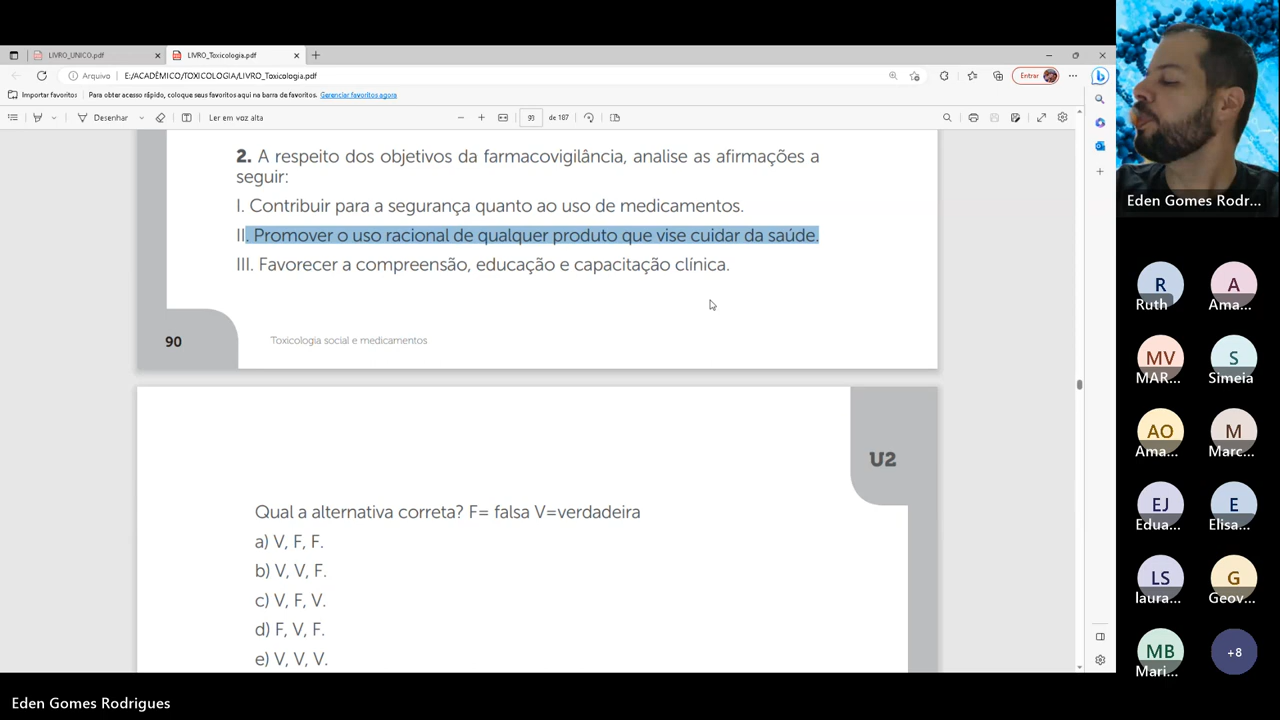 LIVRO_UNICO.pdf
LIVRO_Toxicologia.pdf
Arquivo
E:/ACADÊMICO/TOXICOLOGIA/LIVRO_Toxicologia.pdf
Entrar
Importar favoritos
Para obter acesso rápido, coloque seus favoritos aqui na barra de favoritos. Gerenciar favoritos agora
Desenhar
Ler em voz alta
93 de 187
2. A respeito dos objetivos da farmacovigilância, analise as afirmações a
seguir:
I. Contribuir para a segurança quanto ao uso de medicamentos.
II. Promover o uso racional de qualquer produto que vise cuidar da saúde.
III. Favorecer a compreensão, educação e capacitação clínica.
90
Toxicologia social e medicamentos
U2
Qual a alternativa correta? F= falsa V=verdadeira
a) V, F, F.
b) V, V, F.
c) V, F, V.
d) F, V, F.
e) V, V, V.
Eden Gomes Rodr...
R
Ruth
A
Ama...
MV
MAR...
S
Simeia
AO
Ama...
M
Marc...
EJ
Edua...
E
Elisa...
LS
laura...
G
Geov...
MB
Mari...
+8
Eden Gomes Rodrigues